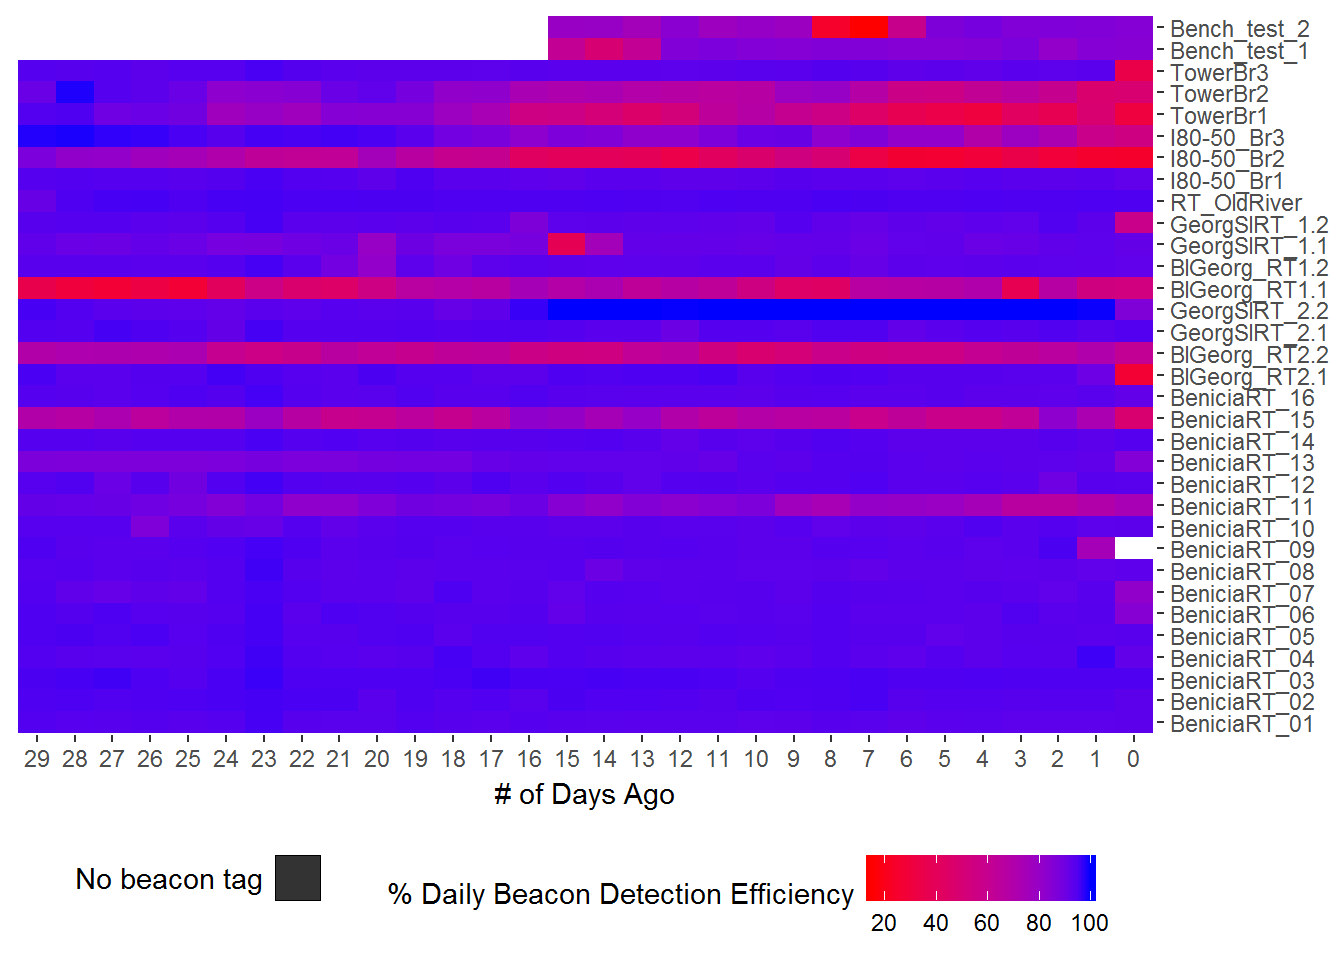 Bench_test_2
Bench_test_1
TowerBr3
TowerBr2
TowerBr1
I80-50_Br3
I80-50_Br2
I80-50_Br1
RT_OldRiver
GeorgSlRT_1.2
GeorgSlRT_1.1
BlGeorg_RT1.2
BlGeorg_RT1.1
GeorgSlRT_2.2
GeorgSlRT_2.1
BlGeorg_RT2.2
BlGeorg_RT2.1
BeniciaRT_16
BeniciaRT_15
BeniciaRT_14
BeniciaRT_13
BeniciaRT_12
BeniciaRT_11
BeniciaRT_10
BeniciaRT_09
BeniciaRT_08
BeniciaRT_07
BeniciaRT_06
BeniciaRT_05
BeniciaRT_04
BeniciaRT_03
BeniciaRT_02
BeniciaRT_01
29 28 27 26 25 24 23 22 21 20 19 18 17 16 15 14 13 12 11 10 9 8 7 6 5 4 3 2 1 0
# of Days Ago
No beacon tag
% Daily Beacon Detection Efficiency
20 40 60 80 100